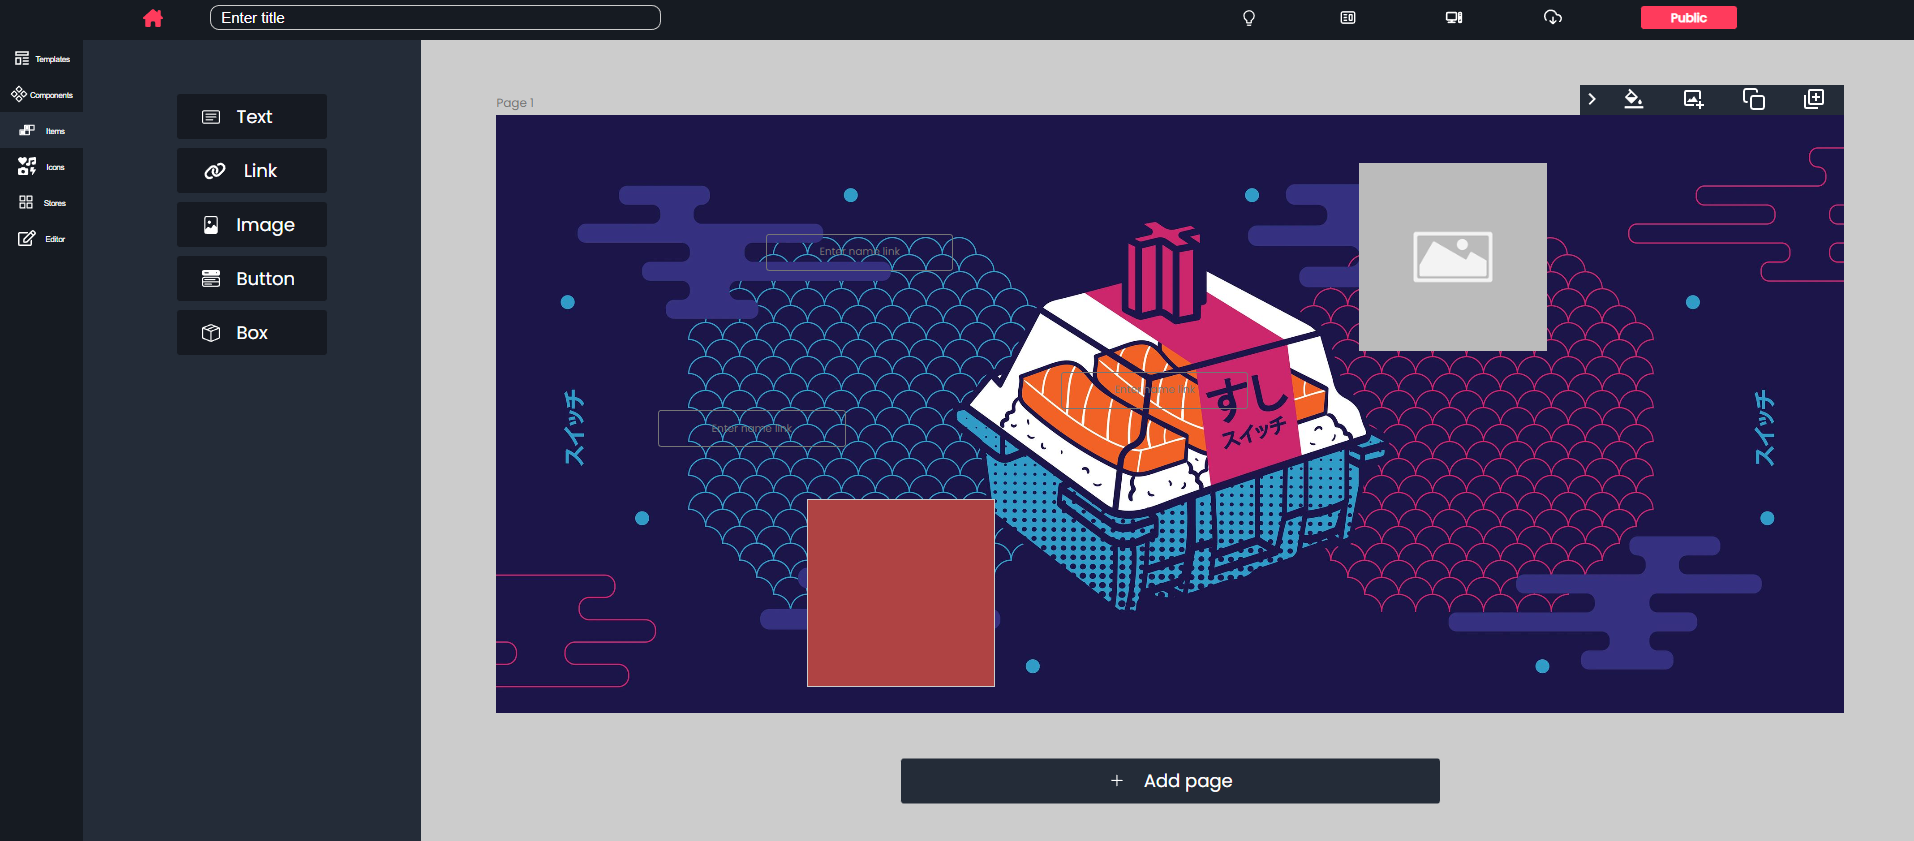 Enter title
Public
Templates
Components
Items
Icons
Stores
Editor
Text
Link
Image
Button
Box
Page 1
Enter name link
Enter name link
Enter name link
すし
スイッチ
スイッチ
スイッチ
Add page